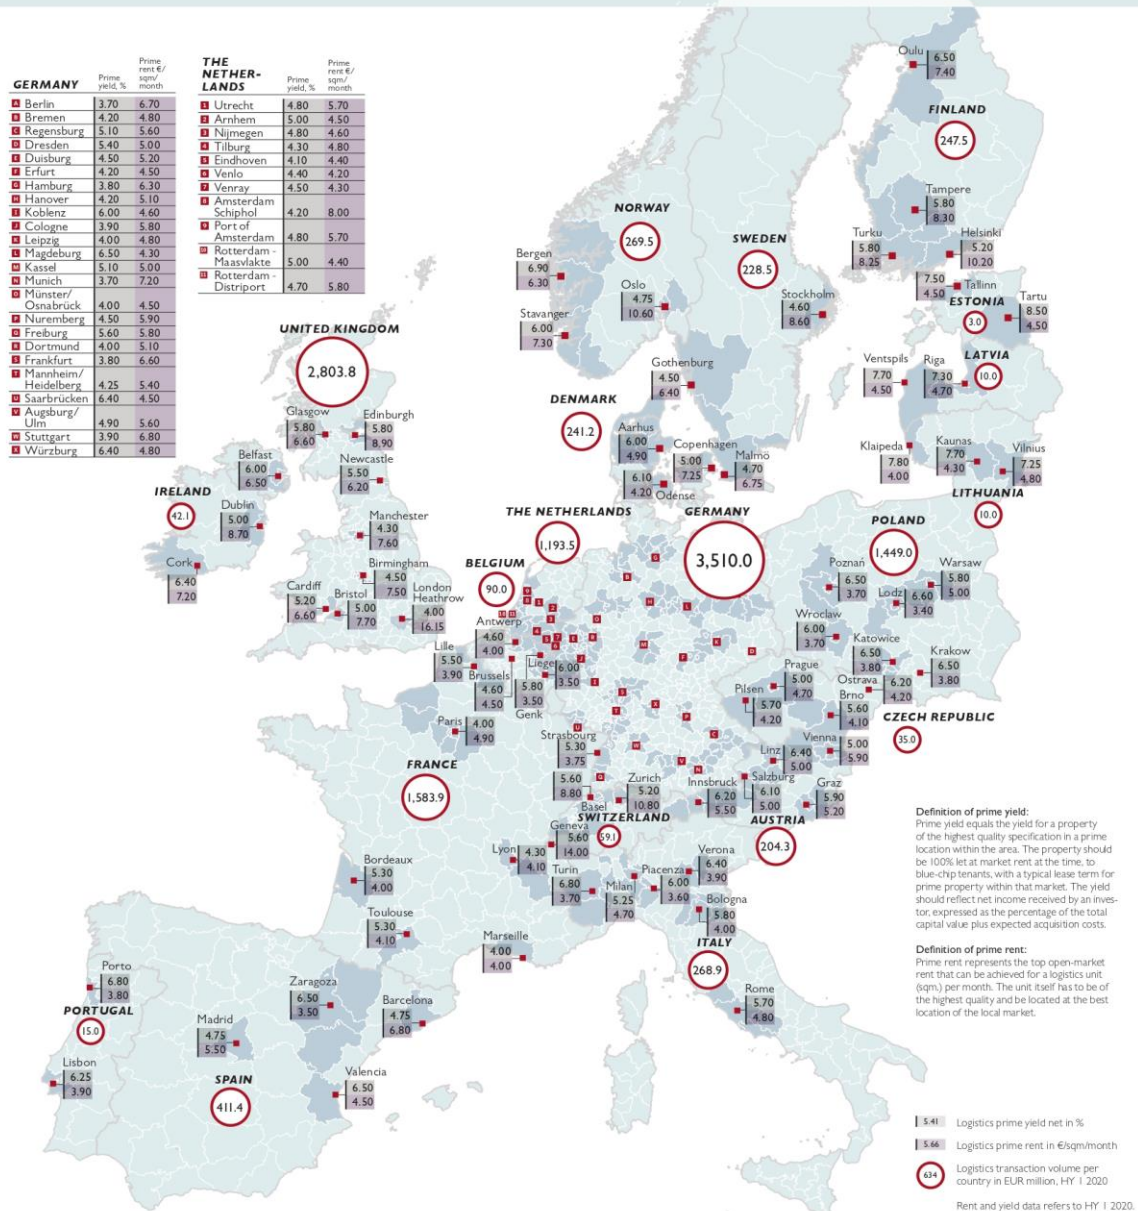 GERMANY Prime yield, % Prime rent €/ sqm/ month
A Berlin 3.70 6.70
B Bremen 4.20 4.80
C Regensburg 5.10 5.60
D Dresden 5.40 5.00
E Duisburg 4.50 5.20
F Erfurt 4.20 4.50
G Hamburg 3.80 6.30
H Hanover 4.20 5.10
I Koblenz 6.00 4.60
J Cologne 3.90 5.80
K Leipzig 4.00 4.80
L Magdeburg 6.50 4.30
M Kassel 5.10 5.00
N Munich 3.70 7.20
O Münster/
Osnabrück 4.00 4.50
P Nuremberg 4.50 5.90
Q Freiburg 5.60 5.80
R Dortmund 4.00 5.10
S Frankfurt 3.80 6.60
T Mannheim/
Heidelberg 4.25 5.40
U Saarbrücken 6.40 4.50
V Augsburg/
Ulm 4.90 5.60
W Stuttgart 3.90 6.80
X Würzburg 6.40 4.80
THE
NETHER-
LANDS Prime yield, % Prime rent €/ sqm/ month
1 Utrecht 4.80 5.70
2 Arnhem 5.00 4.50
3 Nijmegen 4.80 4.60
4 Tilburg 4.30 4.80
5 Eindhoven 4.10 4.40
6 Venlo 4.40 4.20
7 Venray 4.50 4.30
8 Amsterdam
Schiphol 4.20 8.00
9 Port of
Amsterdam 4.80 5.70
10 Rotterdam -
Maasvlakte 5.00 4.40
11 Rotterdam -
Distriport 4.70 5.80
Oulu
6.50
7.40
FINLAND
247.5
Tampere
5.80
8.30
Turku
5.80
8.25
Helsinki
5.20
10.20
NORWAY
269.5
Bergen
6.90
6.30
Oslo
4.75
10.60
Stavanger
6.00
7.30
SWEDEN
228.5
Stockholm
4.60
8.60
Gothenburg
4.50
6.40
Malmö
4.70
6.75
7.50
4.50
Tallinn
ESTONIA
3.0
Tartu
8.50
4.50
Ventspils
7.70
4.50
Riga
7.30
4.70
LATVIA
10.0
Klaipeda
7.80
4.00
Kaunas
7.70
4.30
Vilnius
7.25
4.80
LITHUANIA
10.0
DENMARK
241.2
Aarhus
6.00
4.90
Copenhagen
5.00
7.25
6.10
4.20
Odense
UNITED KINGDOM
2,803.8
Glasgow
5.80
6.60
Edinburgh
5.80
8.90
Belfast
6.00
6.50
Newcastle
5.50
6.20
IRELAND
42.1
Dublin
5.00
8.70
Cork
6.40
7.20
Manchester
4.30
7.60
Birmingham
4.50
7.50
Cardiff
5.20
6.60
Bristol
5.00
7.70
London
Heathrow
4.00
16.15
THE NETHERLANDS
1,193.5
BELGIUM
90.0
Antwerp
4.60
4.00
Brussels
4.60
4.50
Liege
6.00
3.50
5.80
3.50
Genk
GERMANY
3,510.0
G
B
H
L
A
O
E
R
M
K
F
D
J
I
S
T
X
P
U
W
C
V
N
Q
9
8
1
10
11
2
3
4
5
7
6
POLAND
1,449.0
Poznań
6.50
3.70
Warsaw
5.80
5.00
Lodz
6.60
3.40
Wroclaw
6.00
3.70
Katowice
6.50
3.80
Krakow
6.50
3.80
CZECH REPUBLIC
35.0
Prague
5.00
4.70
Pilsen
5.70
4.20
Ostrava
6.20
4.20
Brno
5.60
4.10
AUSTRIA
204.3
Vienna
5.00
5.90
Linz
6.40
5.00
Salzburg
6.10
5.00
Innsbruck
6.20
5.50
Graz
5.90
5.20
FRANCE
1,583.9
Lille
5.50
3.90
Paris
4.00
4.90
Strasbourg
5.30
3.75
Lyon
4.30
4.10
Bordeaux
5.30
4.00
Toulouse
5.30
4.10
Marseille
4.00
4.00
SWITZERLAND
59.1
5.60
8.80
Basel
Zurich
5.20
10.80
Geneva
5.60
14.00
ITALY
268.9
Turin
6.80
3.70
Milan
5.25
4.70
Piacenza
6.00
3.60
Verona
6.40
3.90
Bologna
5.80
4.00
Rome
5.70
4.80
PORTUGAL
15.0
Porto
6.80
3.80
Lisbon
6.25
3.90
SPAIN
411.4
Zaragoza
6.50
3.50
Barcelona
4.75
6.80
Madrid
4.75
5.50
Valencia
6.50
4.50
Definition of prime yield:
Prime yield equals the yield for a property
of the highest quality specification in a prime
location within the area. The property should
be 100% let at market rent at the time, to
blue-chip tenants, with a typical lease term for
prime property within that market. The yield
should reflect net income received by an inves-
tor, expressed as the percentage of the total
capital value plus expected acquisition costs.
Definition of prime rent:
Prime rent represents the top open-market
rent that can be achieved for a logistics unit
(sqm.) per month. The unit itself has to be of
the highest quality and be located at the best
location of the local market.
5.41 Logistics prime yield net in %
5.66 Logistics prime rent in €/sqm/month
634 Logistics transaction volume per
country in EUR million, HY 1 2020
Rent and yield data refers to HY 1 2020.